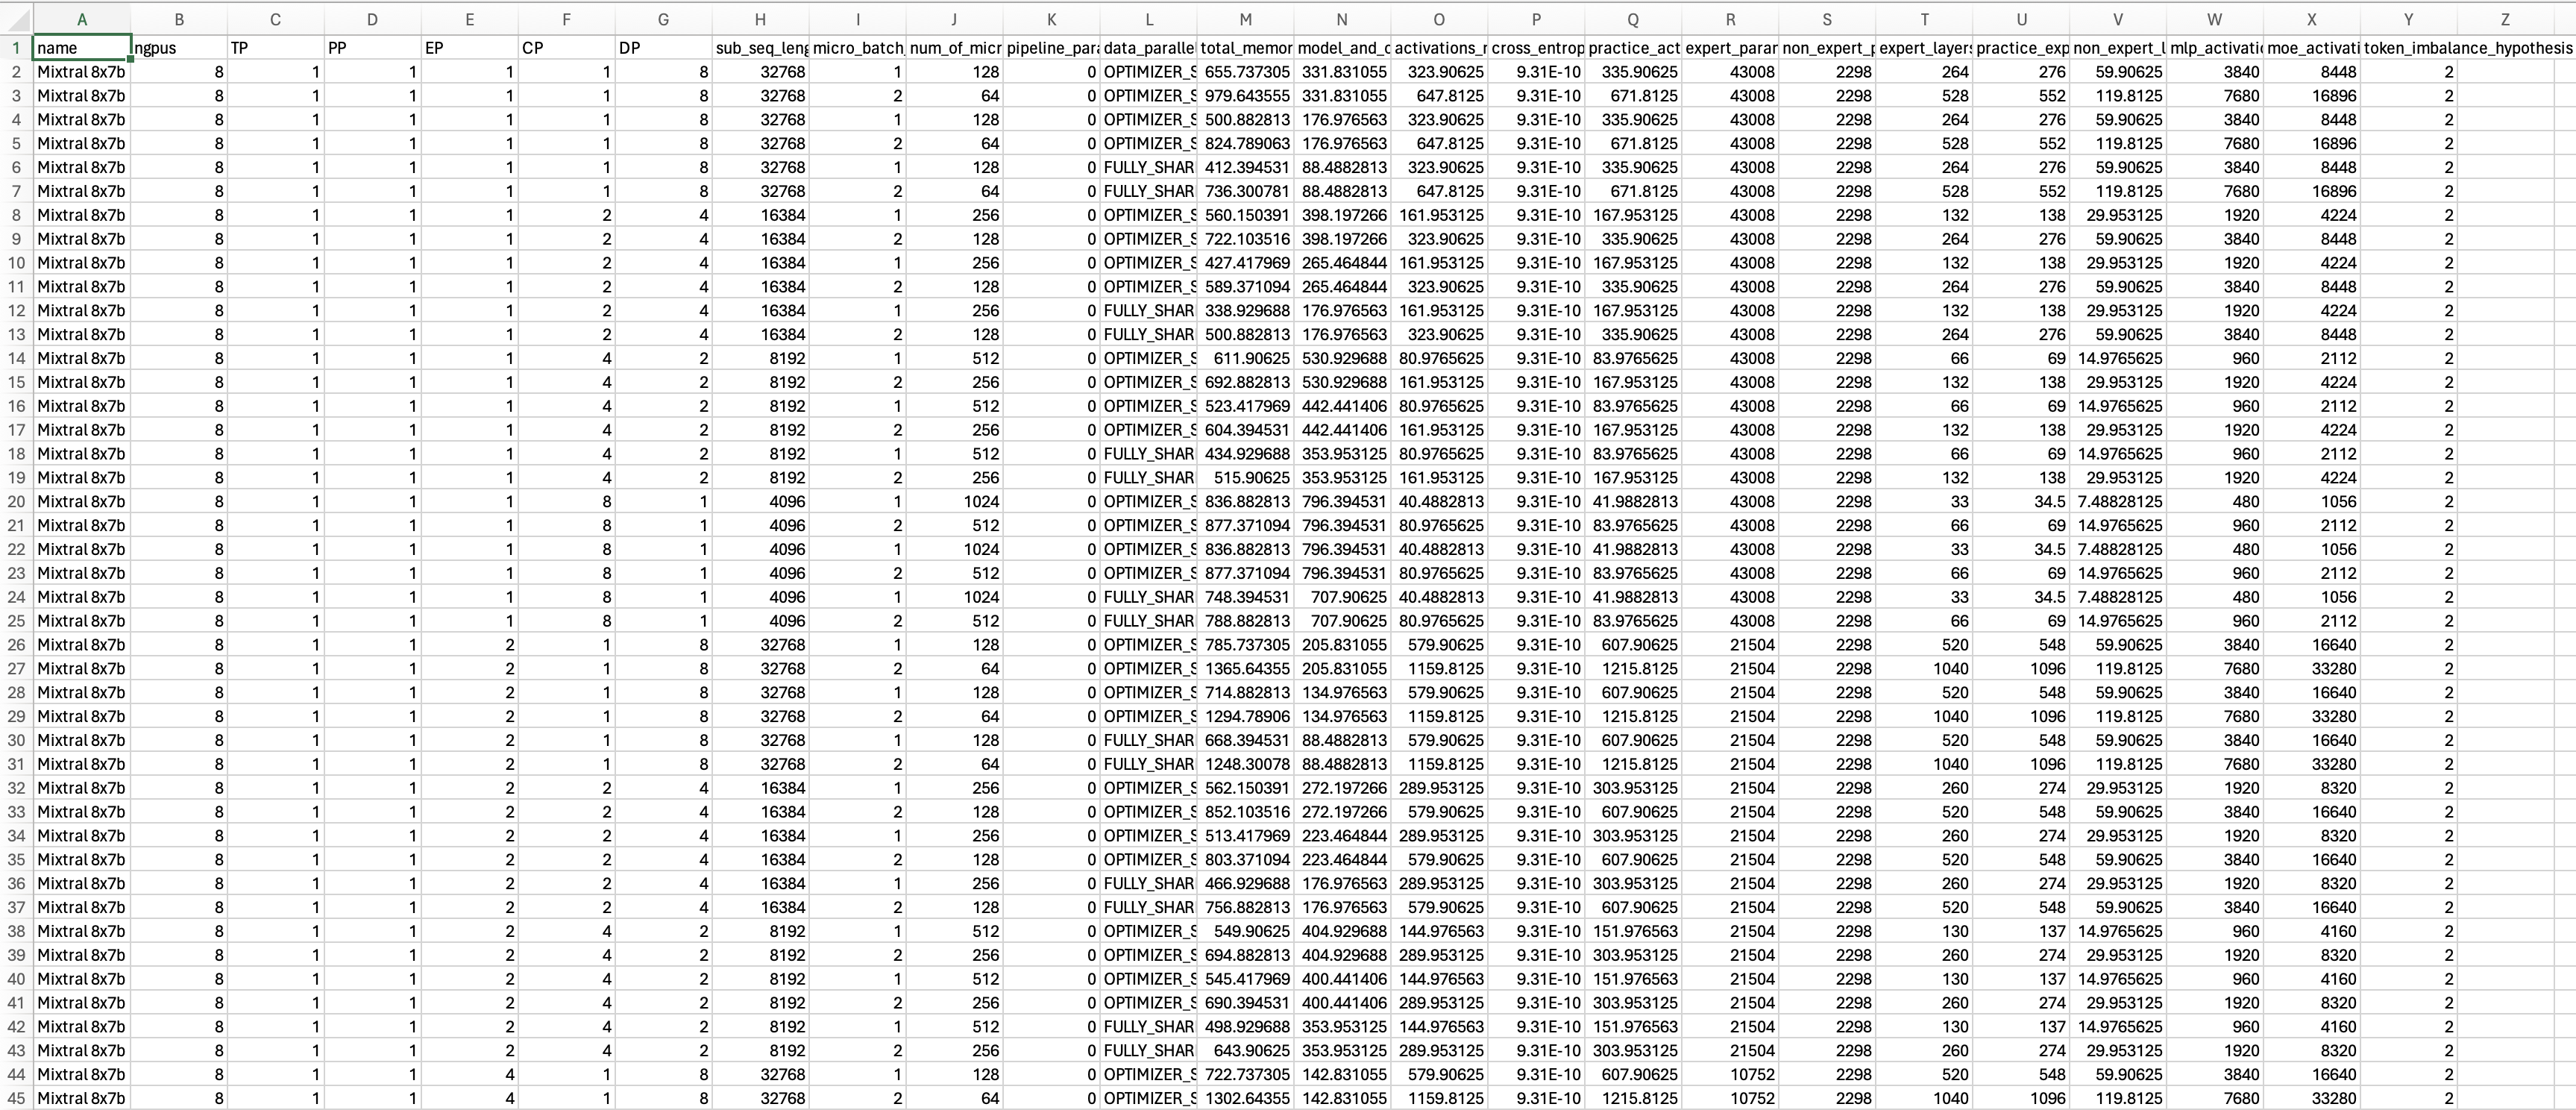 A B C D E F G H I J K L M N O P Q R S T U V W X Y Z
1 name ngpus TP PP EP CP DP sub_seq_leng micro_batch_ num_of_micr pipeline_para data_paralle total_memor model_and_o activations_r cross_entrop practice_act expert_parar non_expert_p expert_layers practice_exp non_expert_l mlp_activatio moe_activati token_imbalance_hypothesis
2 Mixtral 8x7b 8 1 1 1 1 8 32768 1 128 0 OPTIMIZER_S 655.737305 331.831055 323.90625 9.31E-10 335.90625 43008 2298 264 276 59.90625 3840 8448 2
3 Mixtral 8x7b 8 1 1 1 1 8 32768 2 64 0 OPTIMIZER_S 979.643555 331.831055 647.8125 9.31E-10 671.8125 43008 2298 528 552 119.8125 7680 16896 2
4 Mixtral 8x7b 8 1 1 1 1 8 32768 1 128 0 OPTIMIZER_S 500.882813 176.976563 323.90625 9.31E-10 335.90625 43008 2298 264 276 59.90625 3840 8448 2
5 Mixtral 8x7b 8 1 1 1 1 8 32768 2 64 0 OPTIMIZER_S 824.789063 176.976563 647.8125 9.31E-10 671.8125 43008 2298 528 552 119.8125 7680 16896 2
6 Mixtral 8x7b 8 1 1 1 1 8 32768 1 128 0 FULLY_SHAR 412.394531 88.4882813 323.90625 9.31E-10 335.90625 43008 2298 264 276 59.90625 3840 8448 2
7 Mixtral 8x7b 8 1 1 1 1 8 32768 2 64 0 FULLY_SHAR 736.300781 88.4882813 647.8125 9.31E-10 671.8125 43008 2298 528 552 119.8125 7680 16896 2
8 Mixtral 8x7b 8 1 1 1 2 4 16384 1 256 0 OPTIMIZER_S 560.150391 398.197266 161.953125 9.31E-10 167.953125 43008 2298 132 138 29.953125 1920 4224 2
9 Mixtral 8x7b 8 1 1 1 2 4 16384 2 128 0 OPTIMIZER_S 722.103516 398.197266 323.90625 9.31E-10 335.90625 43008 2298 264 276 59.90625 3840 8448 2
10 Mixtral 8x7b 8 1 1 1 2 4 16384 1 256 0 OPTIMIZER_S 427.417969 265.464844 161.953125 9.31E-10 167.953125 43008 2298 132 138 29.953125 1920 4224 2
11 Mixtral 8x7b 8 1 1 1 2 4 16384 2 128 0 OPTIMIZER_S 589.371094 265.464844 323.90625 9.31E-10 335.90625 43008 2298 264 276 59.90625 3840 8448 2
12 Mixtral 8x7b 8 1 1 1 2 4 16384 1 256 0 FULLY_SHAR 338.929688 176.976563 161.953125 9.31E-10 167.953125 43008 2298 132 138 29.953125 1920 4224 2
13 Mixtral 8x7b 8 1 1 1 2 4 16384 2 128 0 FULLY_SHAR 500.882813 176.976563 323.90625 9.31E-10 335.90625 43008 2298 264 276 59.90625 3840 8448 2
14 Mixtral 8x7b 8 1 1 1 4 2 8192 1 512 0 OPTIMIZER_S 611.90625 530.929688 80.9765625 9.31E-10 83.9765625 43008 2298 66 69 14.9765625 960 2112 2
15 Mixtral 8x7b 8 1 1 1 4 2 8192 2 256 0 OPTIMIZER_S 692.882813 530.929688 161.953125 9.31E-10 167.953125 43008 2298 132 138 29.953125 1920 4224 2
16 Mixtral 8x7b 8 1 1 1 4 2 8192 1 512 0 OPTIMIZER_S 523.417969 442.441406 80.9765625 9.31E-10 83.9765625 43008 2298 66 69 14.9765625 960 2112 2
17 Mixtral 8x7b 8 1 1 1 4 2 8192 2 256 0 OPTIMIZER_S 604.394531 442.441406 161.953125 9.31E-10 167.953125 43008 2298 132 138 29.953125 1920 4224 2
18 Mixtral 8x7b 8 1 1 1 4 2 8192 1 512 0 FULLY_SHAR 434.929688 353.953125 80.9765625 9.31E-10 83.9765625 43008 2298 66 69 14.9765625 960 2112 2
19 Mixtral 8x7b 8 1 1 1 4 2 8192 2 256 0 FULLY_SHAR 515.90625 353.953125 161.953125 9.31E-10 167.953125 43008 2298 132 138 29.953125 1920 4224 2
20 Mixtral 8x7b 8 1 1 1 8 1 4096 1 1024 0 OPTIMIZER_S 836.882813 796.394531 40.4882813 9.31E-10 41.9882813 43008 2298 33 34.5 7.48828125 480 1056 2
21 Mixtral 8x7b 8 1 1 1 8 1 4096 2 512 0 OPTIMIZER_S 877.371094 796.394531 80.9765625 9.31E-10 83.9765625 43008 2298 66 69 14.9765625 960 2112 2
22 Mixtral 8x7b 8 1 1 1 8 1 4096 1 1024 0 OPTIMIZER_S 836.882813 796.394531 40.4882813 9.31E-10 41.9882813 43008 2298 33 34.5 7.48828125 480 1056 2
23 Mixtral 8x7b 8 1 1 1 8 1 4096 2 512 0 OPTIMIZER_S 877.371094 796.394531 80.9765625 9.31E-10 83.9765625 43008 2298 66 69 14.9765625 960 2112 2
24 Mixtral 8x7b 8 1 1 1 8 1 4096 1 1024 0 FULLY_SHAR 748.394531 707.90625 40.4882813 9.31E-10 41.9882813 43008 2298 33 34.5 7.48828125 480 1056 2
25 Mixtral 8x7b 8 1 1 1 8 1 4096 2 512 0 FULLY_SHAR 788.882813 707.90625 80.9765625 9.31E-10 83.9765625 43008 2298 66 69 14.9765625 960 2112 2
26 Mixtral 8x7b 8 1 1 2 1 8 32768 1 128 0 OPTIMIZER_S 785.737305 205.831055 579.90625 9.31E-10 607.90625 21504 2298 520 548 59.90625 3840 16640 2
27 Mixtral 8x7b 8 1 1 2 1 8 32768 2 64 0 OPTIMIZER_S 1365.64355 205.831055 1159.8125 9.31E-10 1215.8125 21504 2298 1040 1096 119.8125 7680 33280 2
28 Mixtral 8x7b 8 1 1 2 1 8 32768 1 128 0 OPTIMIZER_S 714.882813 134.976563 579.90625 9.31E-10 607.90625 21504 2298 520 548 59.90625 3840 16640 2
29 Mixtral 8x7b 8 1 1 2 1 8 32768 2 64 0 OPTIMIZER_S 1294.78906 134.976563 1159.8125 9.31E-10 1215.8125 21504 2298 1040 1096 119.8125 7680 33280 2
30 Mixtral 8x7b 8 1 1 2 1 8 32768 1 128 0 FULLY_SHAR 668.394531 88.4882813 579.90625 9.31E-10 607.90625 21504 2298 520 548 59.90625 3840 16640 2
31 Mixtral 8x7b 8 1 1 2 1 8 32768 2 64 0 FULLY_SHAR 1248.30078 88.4882813 1159.8125 9.31E-10 1215.8125 21504 2298 1040 1096 119.8125 7680 33280 2
32 Mixtral 8x7b 8 1 1 2 2 4 16384 1 256 0 OPTIMIZER_S 562.150391 272.197266 289.953125 9.31E-10 303.953125 21504 2298 260 274 29.953125 1920 8320 2
33 Mixtral 8x7b 8 1 1 2 2 4 16384 2 128 0 OPTIMIZER_S 852.103516 272.197266 579.90625 9.31E-10 607.90625 21504 2298 520 548 59.90625 3840 16640 2
34 Mixtral 8x7b 8 1 1 2 2 4 16384 1 256 0 OPTIMIZER_S 513.417969 223.464844 289.953125 9.31E-10 303.953125 21504 2298 260 274 29.953125 1920 8320 2
35 Mixtral 8x7b 8 1 1 2 2 4 16384 2 128 0 OPTIMIZER_S 803.371094 223.464844 579.90625 9.31E-10 607.90625 21504 2298 520 548 59.90625 3840 16640 2
36 Mixtral 8x7b 8 1 1 2 2 4 16384 1 256 0 FULLY_SHAR 466.929688 176.976563 289.953125 9.31E-10 303.953125 21504 2298 260 274 29.953125 1920 8320 2
37 Mixtral 8x7b 8 1 1 2 2 4 16384 2 128 0 FULLY_SHAR 756.882813 176.976563 579.90625 9.31E-10 607.90625 21504 2298 520 548 59.90625 3840 16640 2
38 Mixtral 8x7b 8 1 1 2 4 2 8192 1 512 0 OPTIMIZER_S 549.90625 404.929688 144.976563 9.31E-10 151.976563 21504 2298 130 137 14.9765625 960 4160 2
39 Mixtral 8x7b 8 1 1 2 4 2 8192 2 256 0 OPTIMIZER_S 694.882813 404.929688 289.953125 9.31E-10 303.953125 21504 2298 260 274 29.953125 1920 8320 2
40 Mixtral 8x7b 8 1 1 2 4 2 8192 1 512 0 OPTIMIZER_S 545.417969 400.441406 144.976563 9.31E-10 151.976563 21504 2298 130 137 14.9765625 960 4160 2
41 Mixtral 8x7b 8 1 1 2 4 2 8192 2 256 0 OPTIMIZER_S 690.394531 400.441406 289.953125 9.31E-10 303.953125 21504 2298 260 274 29.953125 1920 8320 2
42 Mixtral 8x7b 8 1 1 2 4 2 8192 1 512 0 FULLY_SHAR 498.929688 353.953125 144.976563 9.31E-10 151.976563 21504 2298 130 137 14.9765625 960 4160 2
43 Mixtral 8x7b 8 1 1 2 4 2 8192 2 256 0 FULLY_SHAR 643.90625 353.953125 289.953125 9.31E-10 303.953125 21504 2298 260 274 29.953125 1920 8320 2
44 Mixtral 8x7b 8 1 1 4 1 8 32768 1 128 0 OPTIMIZER_S 722.737305 142.831055 579.90625 9.31E-10 607.90625 10752 2298 520 548 59.90625 3840 16640 2
45 Mixtral 8x7b 8 1 1 4 1 8 32768 2 64 0 OPTIMIZER_S 1302.64355 142.831055 1159.8125 9.31E-10 1215.8125 10752 2298 1040 1096 119.8125 7680 33280 2